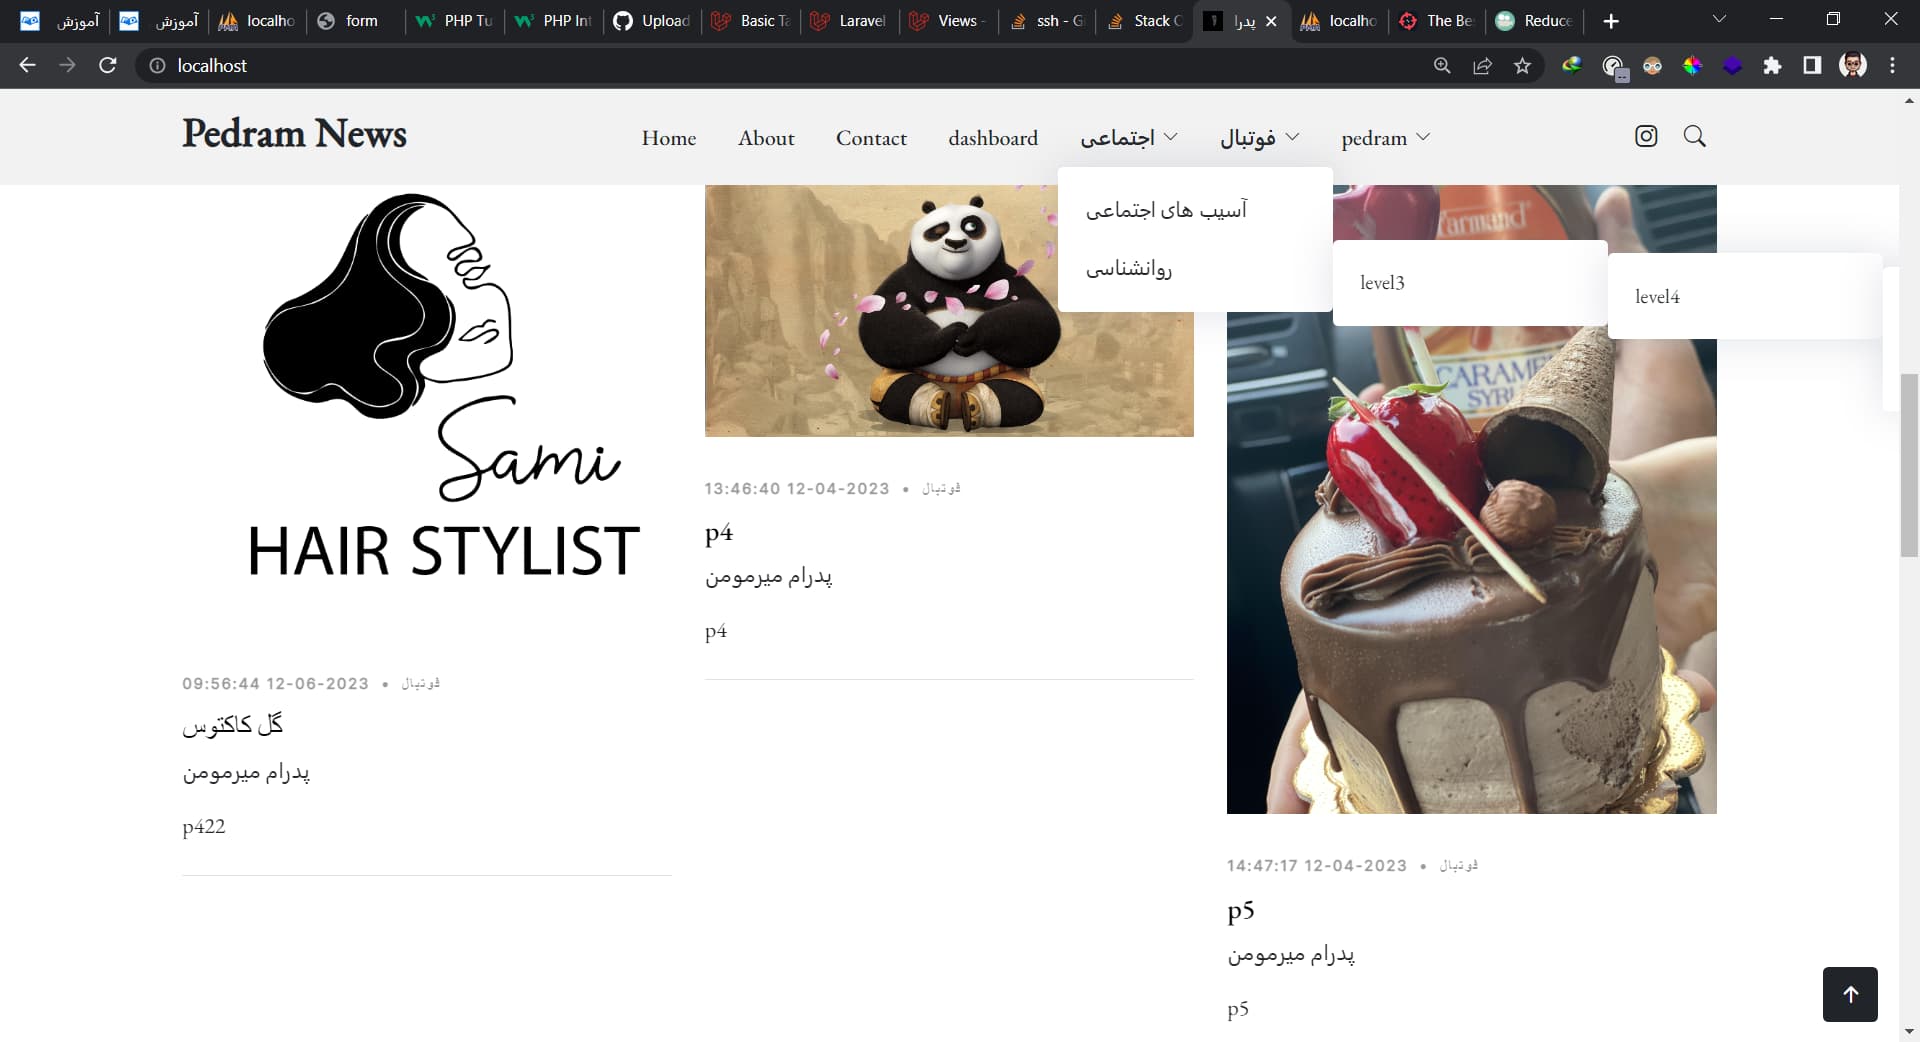 آموزش
آموزش
localho
form
PHP Tu
PHP Int
Upload
Basic Ta
Laravel
Views -
ssh - Gi
Stack O
پدرا
localho
The Be
Reduce
localhost
Pedram News
Home
About
Contact
dashboard
اجتماعی
فوتبال
pedram
آسیب های اجتماعی
روانشناسی
level3
level4
Sami
HAIR STYLIST
09:56:44 12-06-2023 • فوتبال
گل کاکتوس
پدرام میرمومن
p422
13:46:40 12-04-2023 • فوتبال
p4
پدرام میرمومن
p4
CARAME
SYR
14:47:17 12-04-2023 • فوتبال
p5
پدرام میرمومن
p5